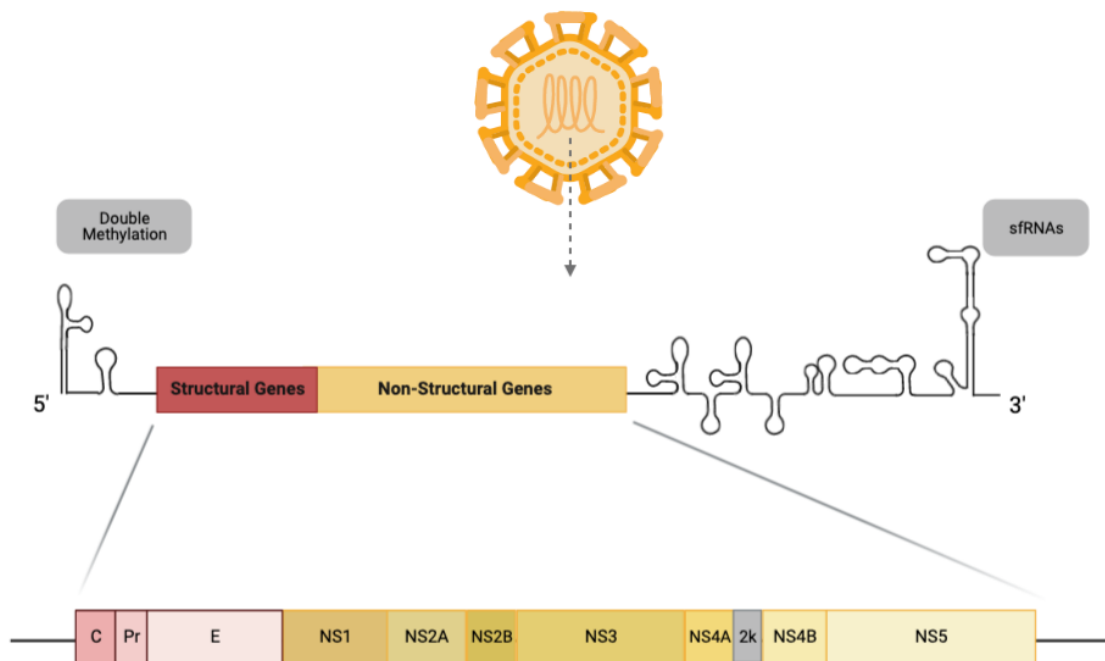 Double
Methylation
sfRNAs
5'
Structural Genes
Non-Structural Genes
3'
C
Pr
E
NS1
NS2A
NS2B
NS3
NS4A
2k
NS4B
NS5